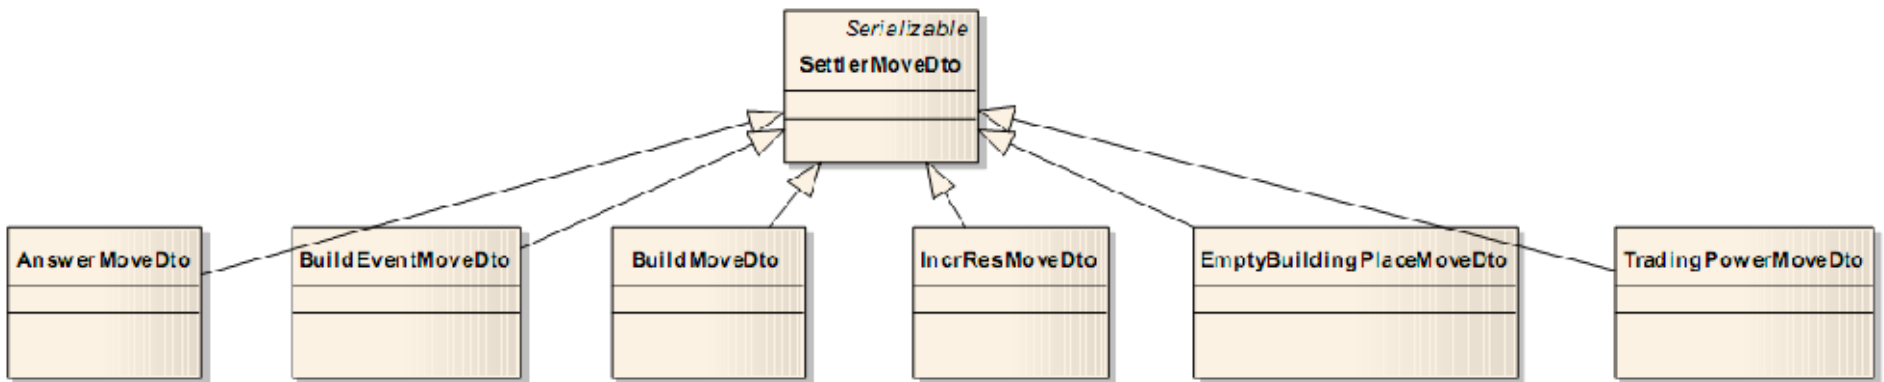 Serializable
SettlerMoveDto
AnswerMoveDto
BuildEventMoveDto
BuildMoveDto
IncrResMoveDto
EmptyBuildingPlaceMoveDto
TradingPowerMoveDto